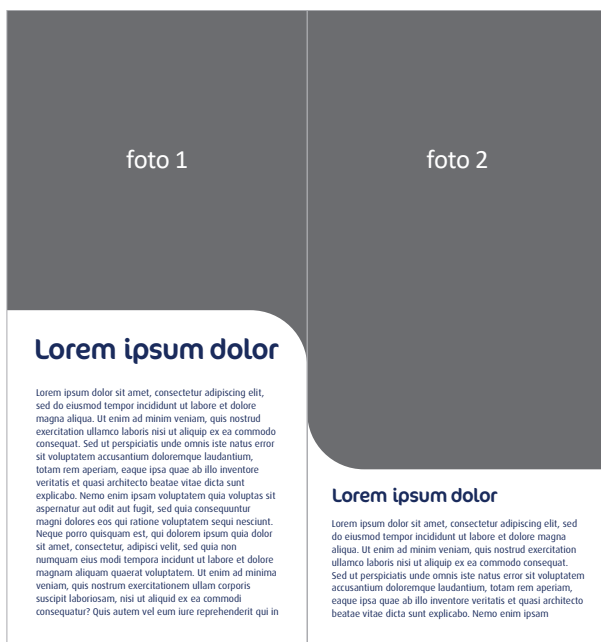 foto 1
foto 2
Lorem ipsum dolor
Lorem ipsum dolor sit amet, consectetur adipiscing elit,
sed do eiusmod tempor incididunt ut labore et dolore
magna aliqua. Ut enim ad minim veniam, quis nostrud
exercitation ullamco laboris nisi ut aliquip ex ea commodo
consequat. Sed ut perspiciatis unde omnis iste natus error
sit voluptatem accusantium doloremque laudantium,
totam rem aperiam, eaque ipsa quae ab illo inventore
veritatis et quasi architecto beatae vitae dicta sunt
explicabo. Nemo enim ipsam voluptatem quia voluptas sit
aspernatur aut odit aut fugit, sed quia consequuntur
magni dolores eos qui ratione voluptatem sequi nesciunt.
Neque porro quisquam est, qui dolorem ipsum quia dolor
sit amet, consectetur, adipisci velit, sed quia non
numquam eius modi tempora incidunt ut labore et dolore
magnam aliquam quaerat voluptatem. Ut enim ad minima
veniam, quis nostrum exercitationem ullam corporis
suscipit laboriosam, nisi ut aliquid ex ea commodi
consequatur? Quis autem vel eum iure reprehenderit qui in
Lorem ipsum dolor
Lorem ipsum dolor sit amet, consectetur adipiscing elit, sed
do eiusmod tempor incididunt ut labore et dolore magna
aliqua. Ut enim ad minim veniam, quis nostrud exercitation
ullamco laboris nisi ut aliquip ex ea commodo consequat.
Sed ut perspiciatis unde omnis iste natus error sit voluptatem
accusantium doloremque laudantium, totam rem aperiam,
eaque ipsa quae ab illo inventore veritatis et quasi architecto
beatae vitae dicta sunt explicabo. Nemo enim ipsam